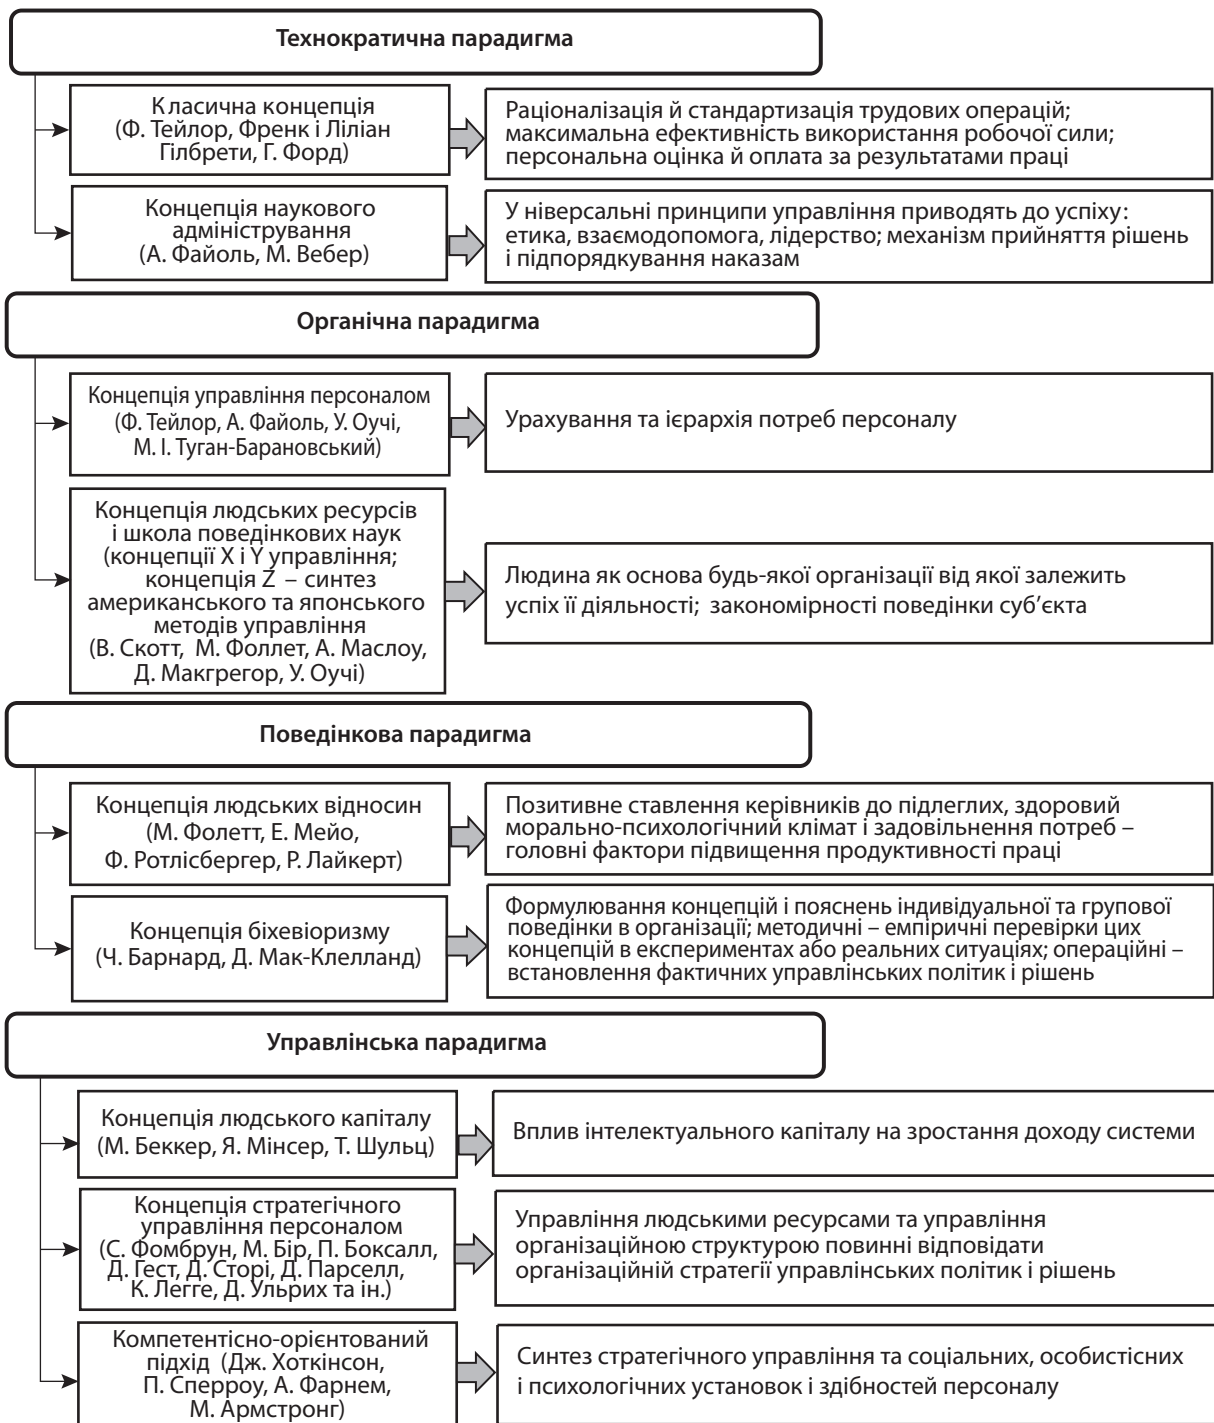 Технократична парадигма
Класична концепція
(Ф. Тейлор, Френк і Ліліан
Гілбрети, Г. Форд)
Раціоналізація й стандартизація трудових операцій;
максимальна ефективність використання робочої сили;
персональна оцінка й оплата за результатами праці
Концепція наукового
адміністрування
(А. Файоль, М. Вебер)
У ніверсальні принципи управління приводять до успіху:
етика, взаємодопомога, лідерство; механізм прийняття рішень
і підпорядкування наказам
Органічна парадигма
Концепція управління персоналом
(Ф. Тейлор, А. Файоль, У. Оучі,
М. І. Туган-Барановський)
Урахування та ієрархія потреб персоналу
Концепція людських ресурсів
і школа поведінкових наук
(концепції X і Y управління;
концепція Z – синтез
американського та японського
методів управління
(В. Скотт, М. Фоллет, А. Маслоу,
Д. Макгрегор, У. Оучі)
Людина як основа будь-якої організації від якої залежить
успіх її діяльності; закономірності поведінки суб’єкта
Поведінкова парадигма
Концепція людських відносин
(М. Фолетт, Е. Мейо,
Ф. Ротлісбергер, Р. Лайкерт)
Позитивне ставлення керівників до підлеглих, здоровий
морально-психологічний клімат і задовільнення потреб –
головні фактори підвищення продуктивності праці
Концепція біхевіоризму
(Ч. Барнард, Д. Мак-Клелланд)
Формулювання концепцій і пояснень індивідуальної та групової
поведінки в організації; методичні – емпіричні перевірки цих
концепцій в експериментах або реальних ситуаціях; операційні –
встановлення фактичних управлінських політик і рішень
Управлінська парадигма
Концепція людського капіталу
(М. Беккер, Я. Мінсер, Т. Шульц)
Вплив інтелектуального капіталу на зростання доходу системи
Концепція стратегічного
управління персоналом
(С. Фомбрун, М. Бір, П. Боксалл,
Д. Гест, Д. Сторі, Д. Парселл,
К. Легге, Д. Ульрих та ін.)
Управління людськими ресурсами та управління
організаційною структурою повинні відповідати
організаційній стратегії управлінських політик і рішень
Компетентісно-орієнтований
підхід (Дж. Хоткінсон,
П. Сперроу, А. Фарнем,
М. Армстронг)
Синтез стратегічного управління та соціальних, особистісних
і психологічних установок і здібностей персоналу